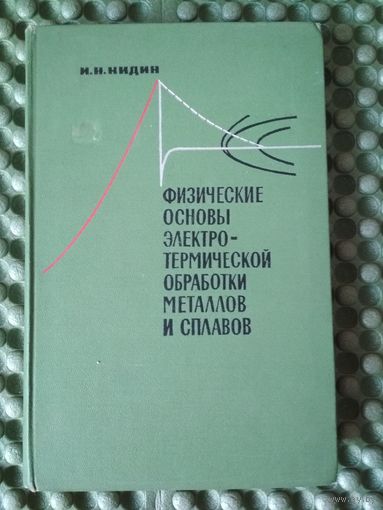 И.Н.КИДИН
ФИЗИЧЕСКИЕ
ОСНОВЫ
ЭЛЕКТРО-
ТЕРМИЧЕСКОЙ
ОБРАБОТКИ
МЕТАЛЛОВ
И СПЛАВОВ